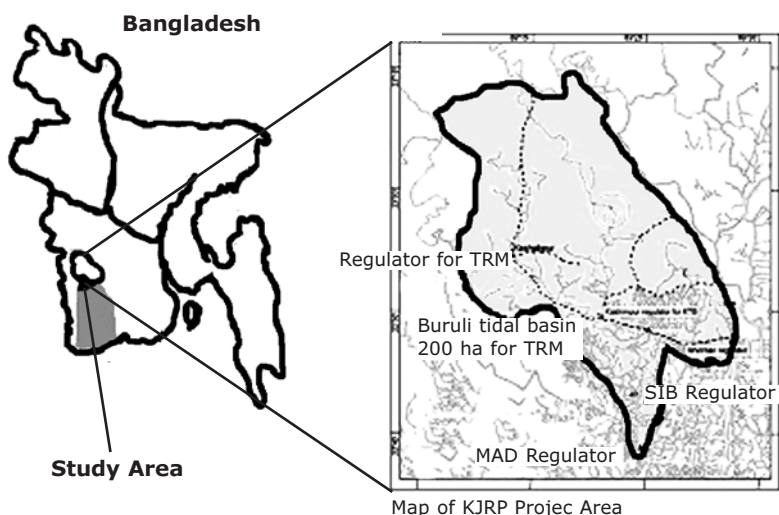 Bangladesh
Regulator for TRM
Buruli tidal basin
200 ha for TRM
SIB Regulator
MAD Regulator
Study Area
Map of KJRP Projec Area